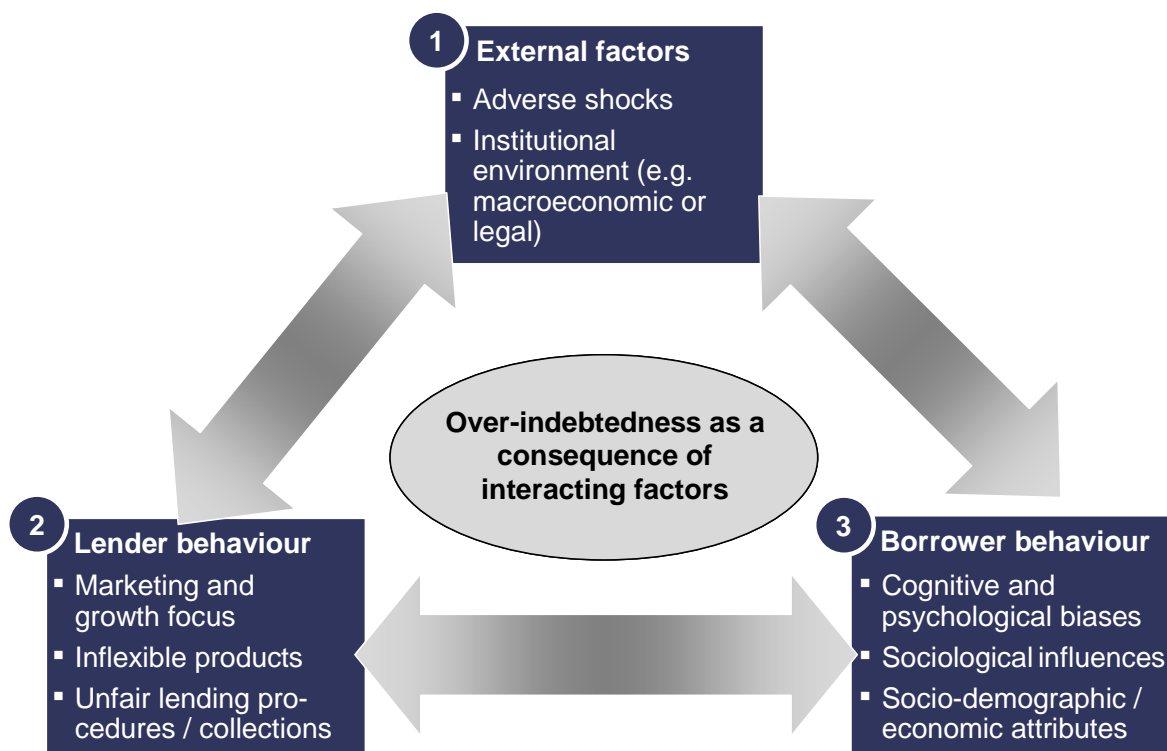 1
External factors
▪ Adverse shocks
▪ Institutional
environment (e.g.
macroeconomic or
legal)
Over-indebtedness as a
consequence of
interacting factors
2
Lender behaviour
▪ Marketing and
growth focus
▪ Inflexible products
▪ Unfair lending pro-
cedures / collections
3
Borrower behaviour
▪ Cognitive and
psychological biases
▪ Sociological influences
▪ Socio-demographic /
economic attributes